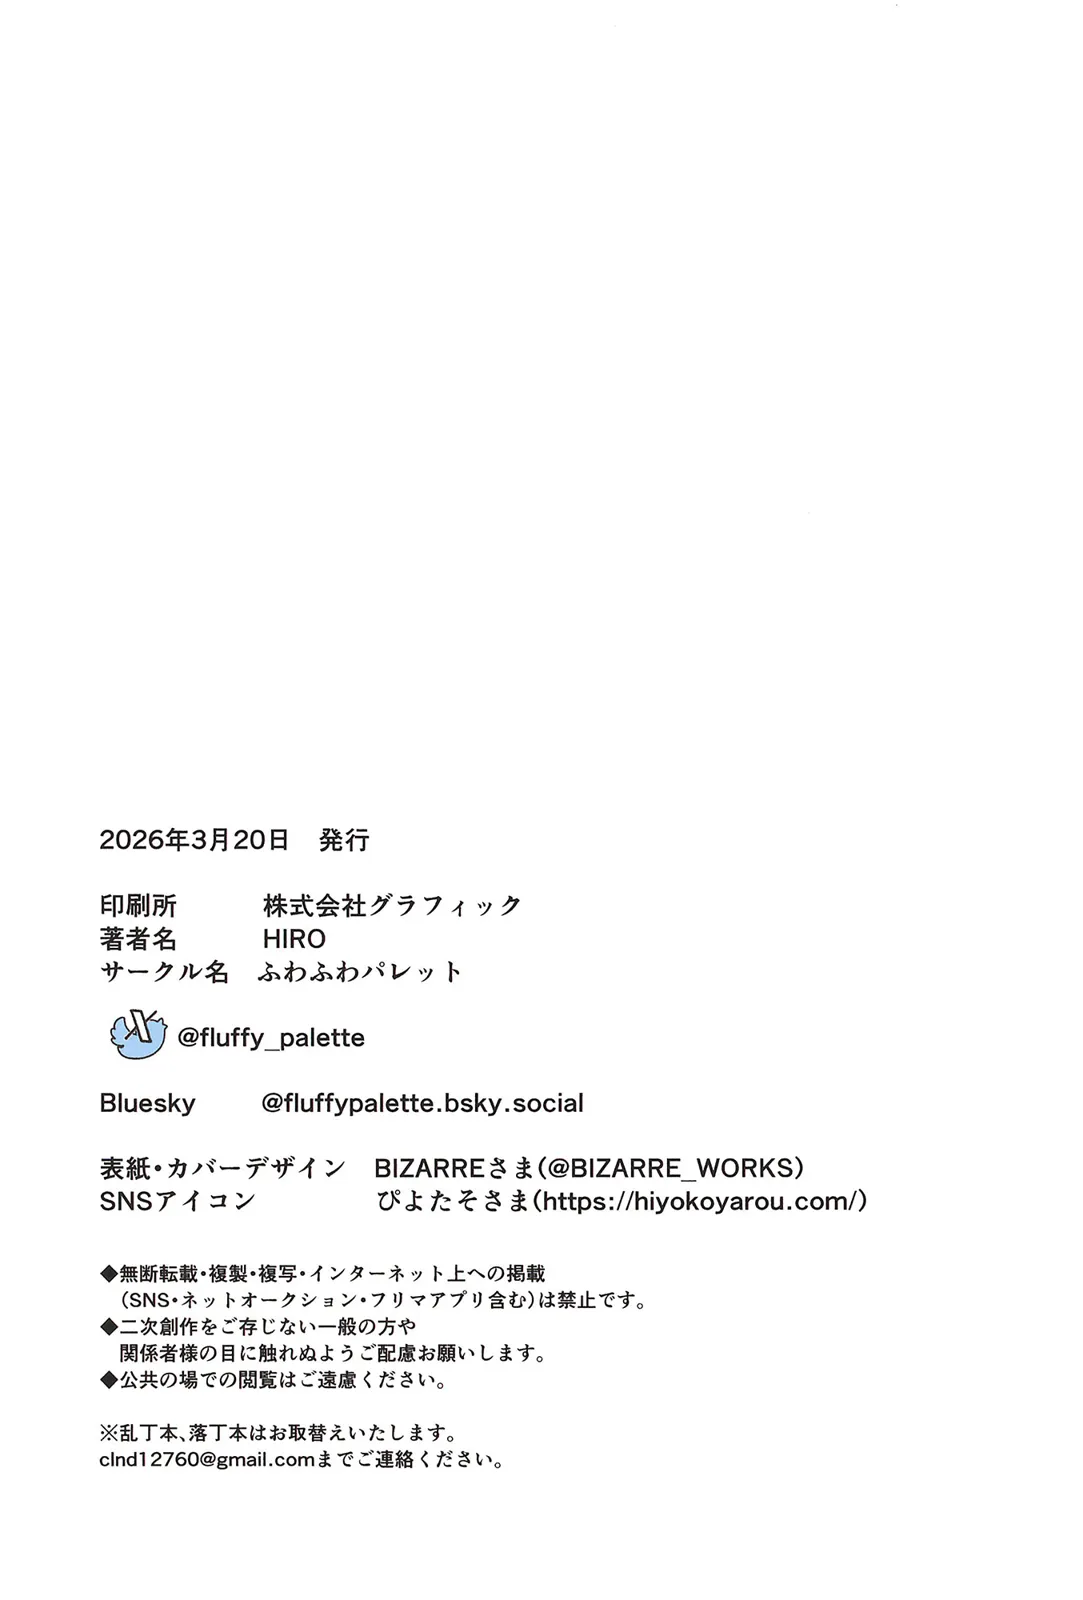 2026年3月20日　発行
印刷所　株式会社グラフィック
著者名　HIRO
サークル名　ふわふわパレット
@fluffy_palette
Bluesky　@fluffypalette.bsky.social
表紙・カバーデザイン　BIZARREさま(@BIZARRE_WORKS)
SNSアイコン　ぴよたそさま(https://hiyokoyarou.com/)
◆無断転載・複製・複写・インターネット上への掲載
(SNS・ネットオークション・フリマアプリ含む)は禁止です。
◆二次創作をご存じない一般の方や
関係者様の目に触れぬようご配慮お願いします。
◆公共の場での閲覧はご遠慮ください。
※乱丁本、落丁本はお取替えいたします。
clnd12760@gmail.comまでご連絡ください。